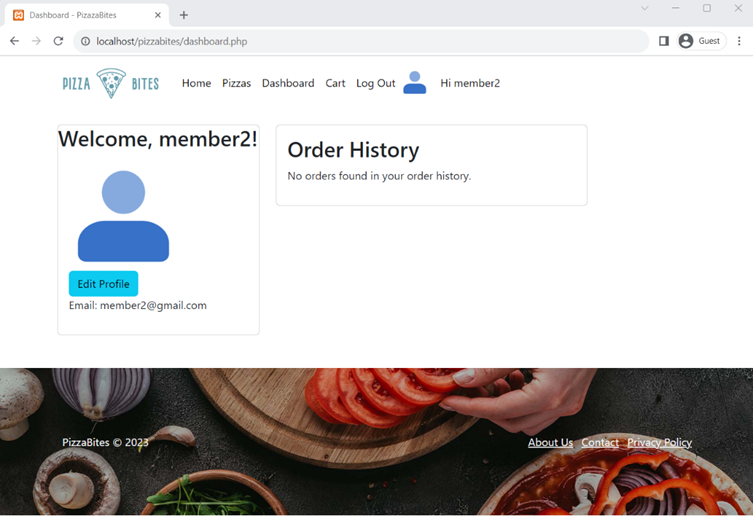 Dashboard - PizazaBites
localhost/pizzabites/dashboard.php
Guest
PIZZA BITES
Home Pizzas Dashboard Cart Log Out Hi member2
Welcome, member2!
Edit Profile
Email: member2@gmail.com
Order History
No orders found in your order history.
PizzaBites © 2023
About Us Contact Privacy Policy